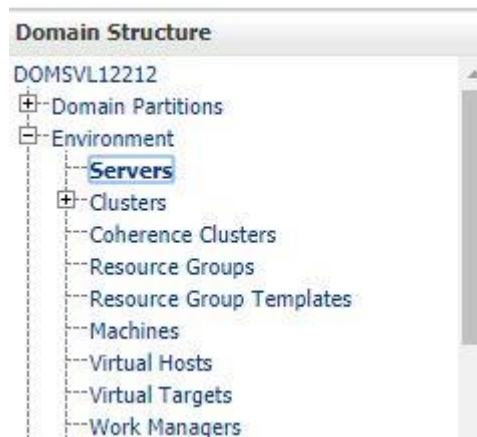 Domain Structure
DOMSVL12212
Domain Partitions
Environment
Servers
Clusters
Coherence Clusters
Resource Groups
Resource Group Templates
Machines
Virtual Hosts
Virtual Targets
Work Managers